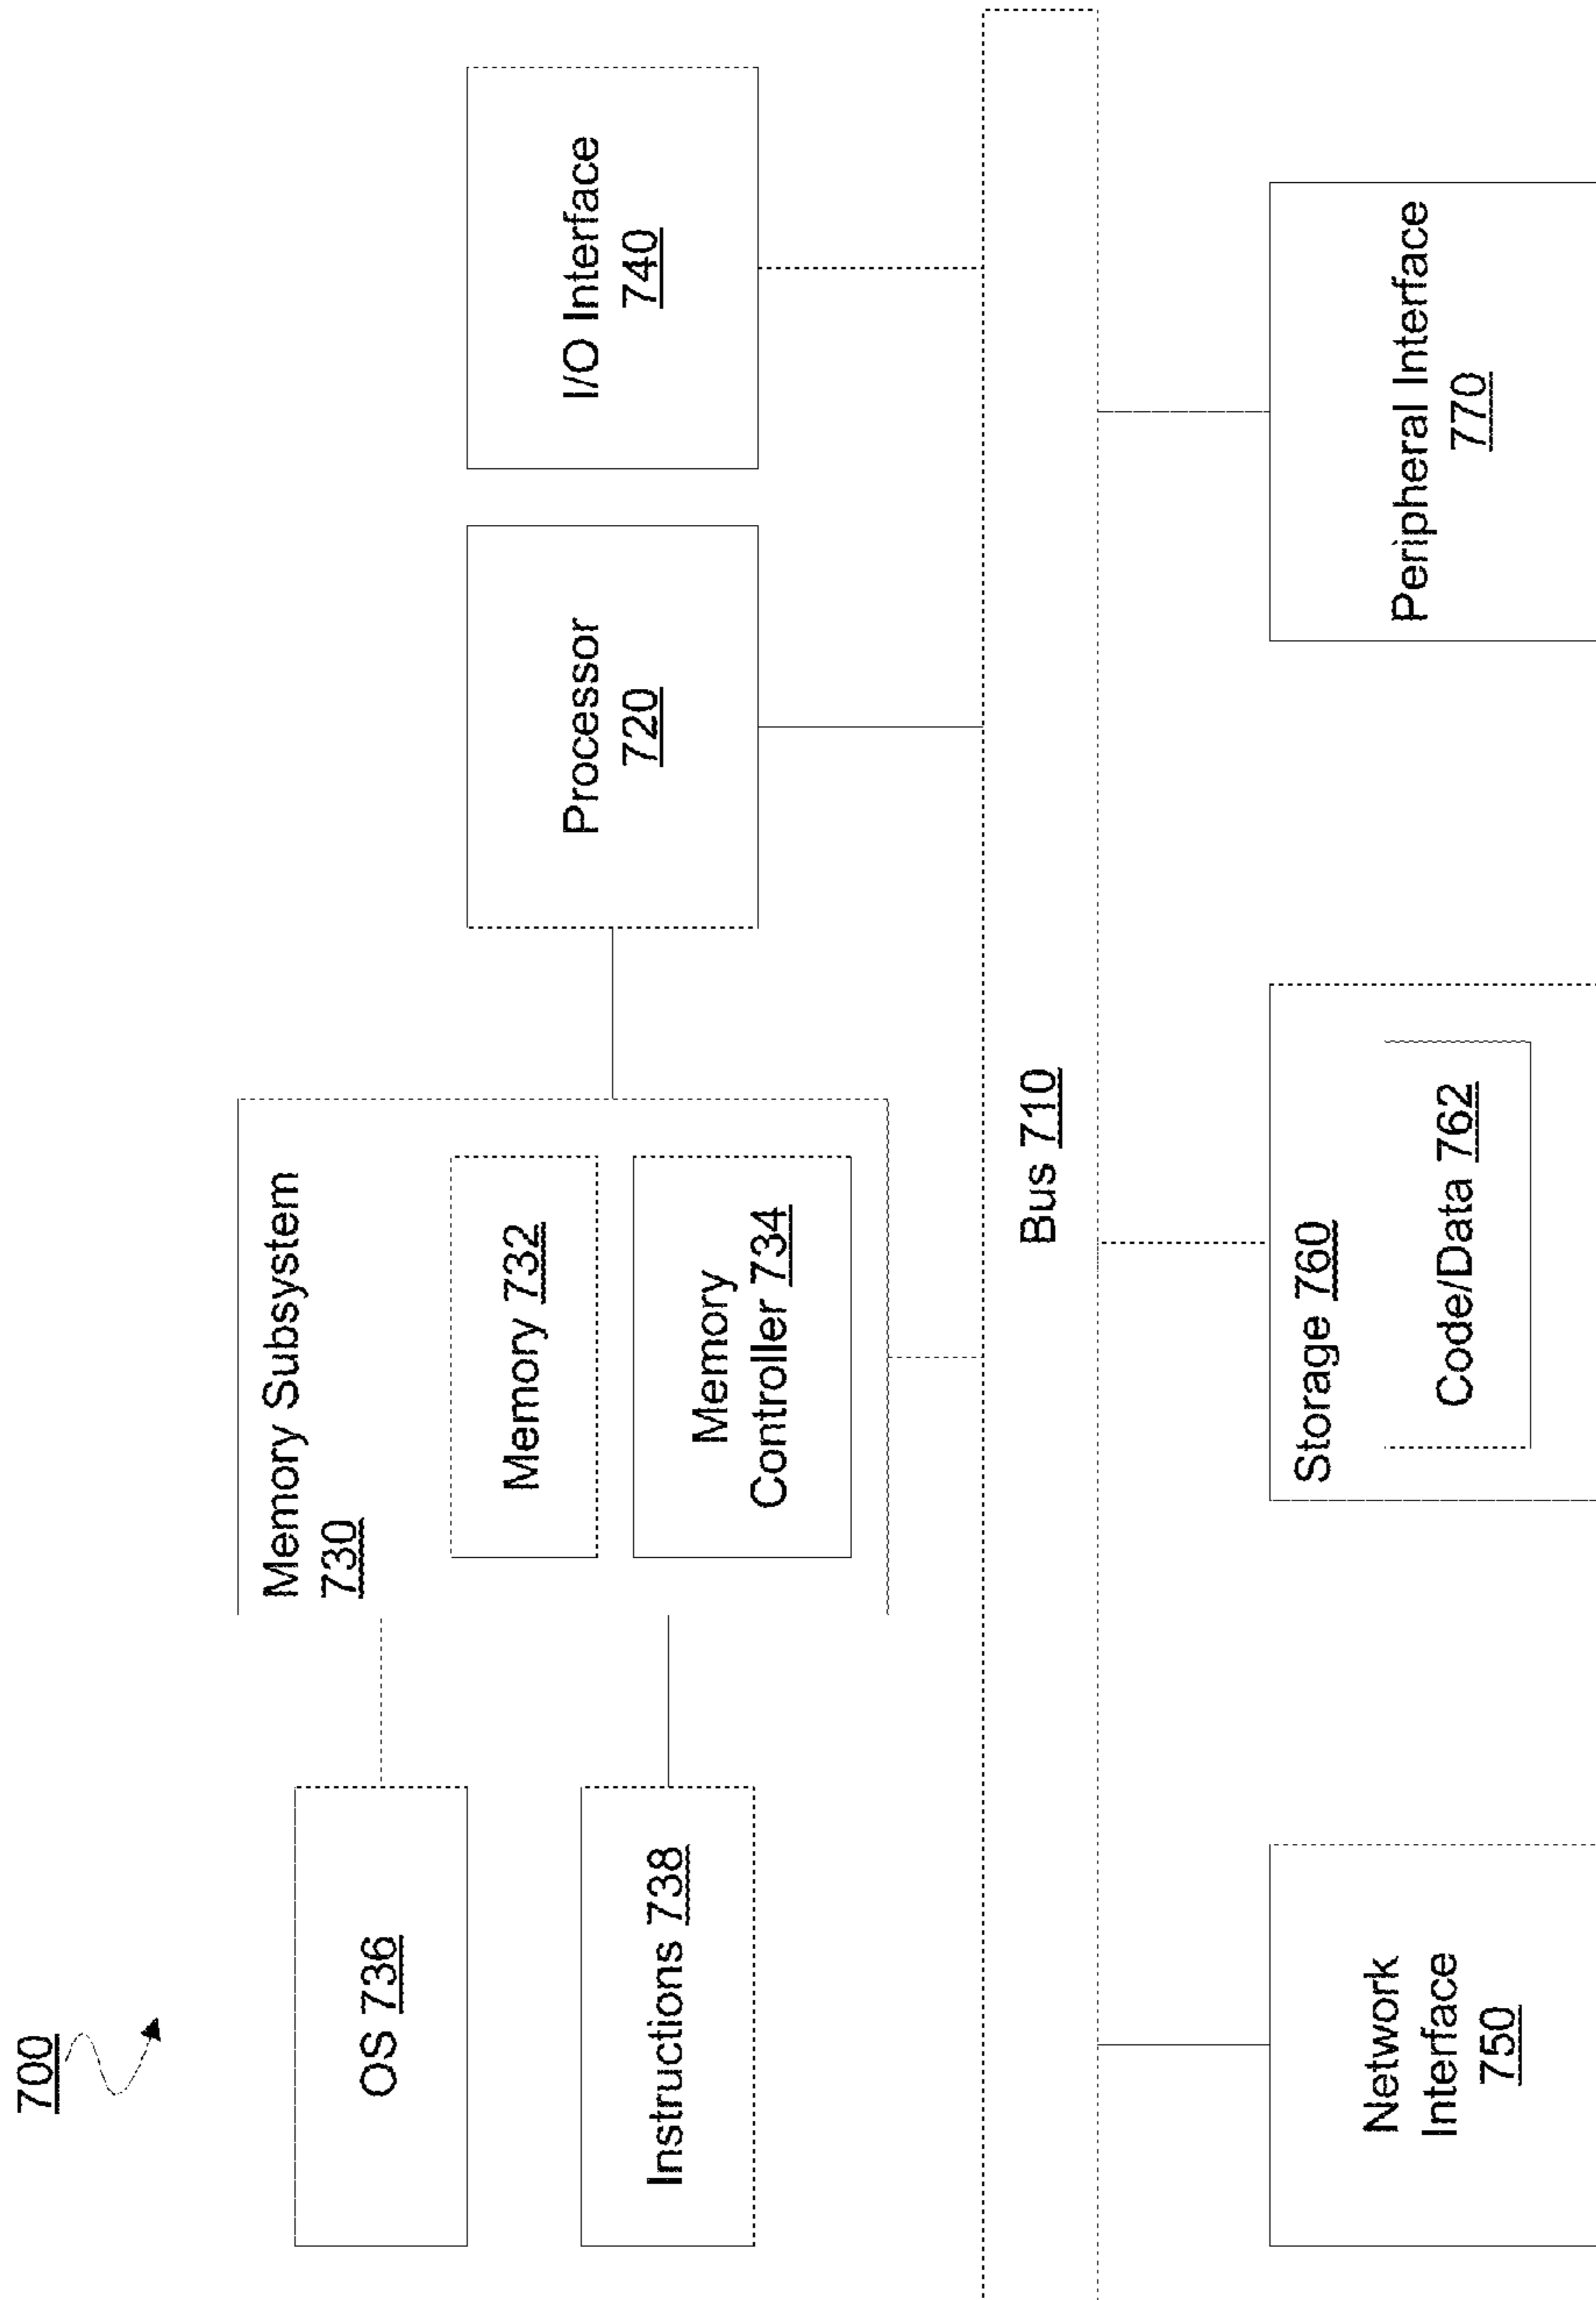 700
OS 736
Instructions 738
Memory Subsystem
730
Memory 732
Memory
Controller 734
Processor
720
I/O Interface
740
Bus 710
Network
Interface
750
Storage 760
Code/Data 762
Peripheral Interface
770